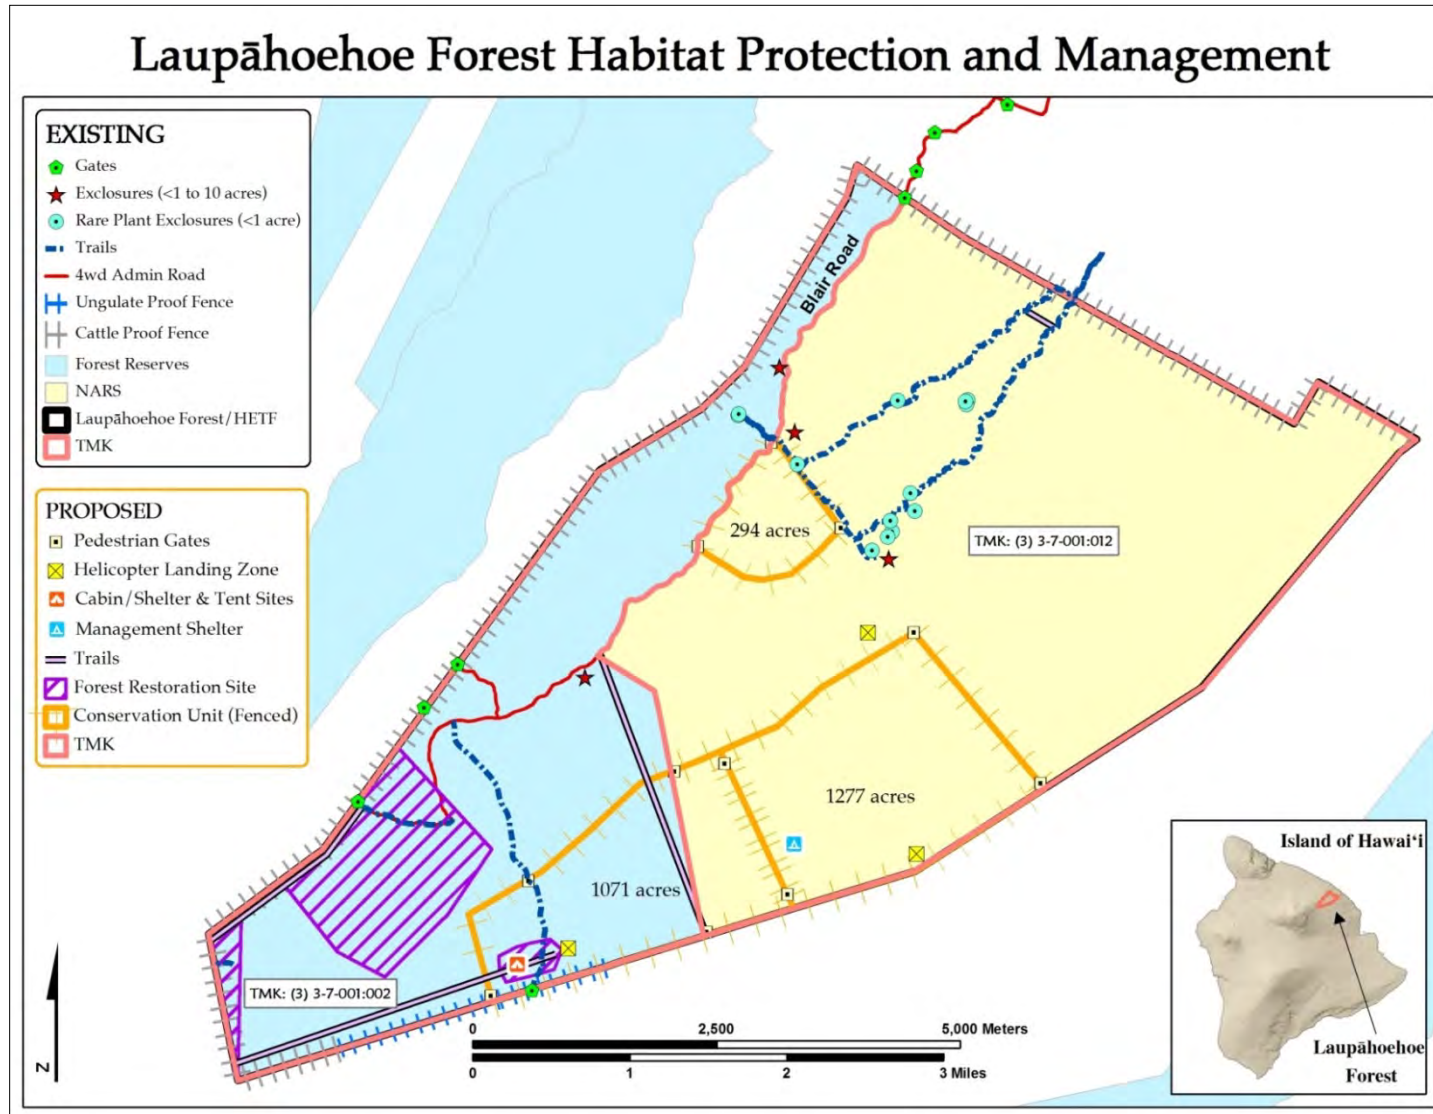 Laupāhoehoe Forest Habitat Protection and Management
EXISTING
Gates
Exclosures (<1 to 10 acres)
Rare Plant Exclosures (<1 acre)
Trails
4wd Admin Road
Ungulate Proof Fence
Cattle Proof Fence
Forest Reserves
NARS
Laupāhoehoe Forest/HETF
TMK
PROPOSED
Pedestrian Gates
Helicopter Landing Zone
Cabin/Shelter & Tent Sites
Management Shelter
Trails
Forest Restoration Site
Conservation Unit (Fenced)
TMK
Blair Road
294 acres
TMK: (3) 3-7-001:012
1277 acres
1071 acres
TMK: (3) 3-7-001:002
N
0 2,500 5,000 Meters
0 1 2 3 Miles
Island of Hawai‘i
Laupāhoehoe
Forest